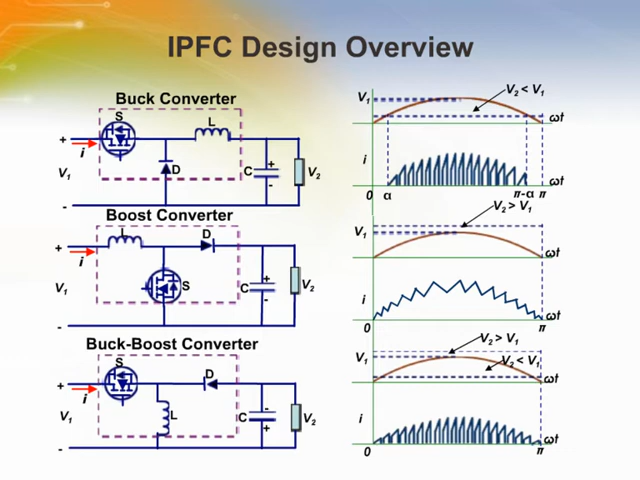 IPFC Design Overview
Buck Converter
S
L
+
i
V1
D
C
+
-
V2
-
V1
V2 < V1
ωt
i
0
α
π-α
π
ωt
Boost Converter
L
D
+
i
V1
S
C
+
-
V2
-
V2 > V1
V1
ωt
i
0
π
ωt
Buck-Boost Converter
S
D
+
i
V1
L
C
-
+
V2
-
V2 > V1
V1
V2 < V1
ωt
i
0
π
ωt